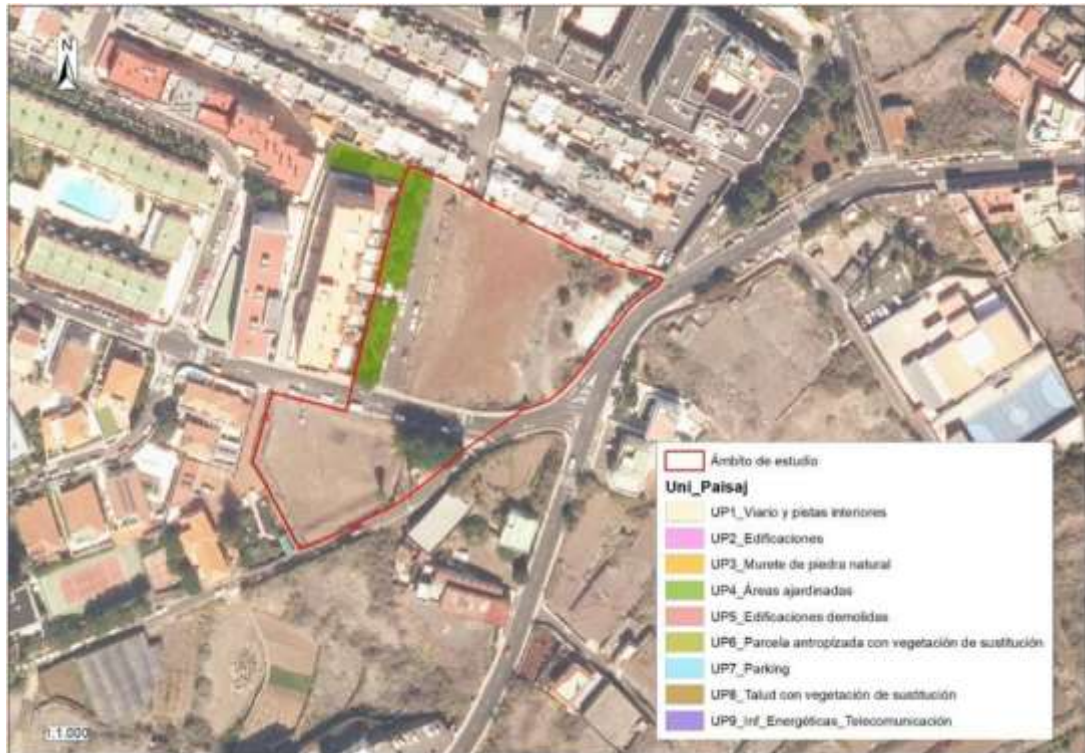 N
Ámbito de estudio
Uni_Paisaj
UP1_Viario y pistas interiores
UP2_Edificaciones
UP3_Murete de piedra natural
UP4_Áreas ajardinadas
UP5_Edificaciones demolidas
UP6_Parcela antropizada con vegetación de sustitución
UP7_Parking
UP8_Talud con vegetación de sustitución
UP9_Inf_Energéticas_Telecomunicación
1:1.000